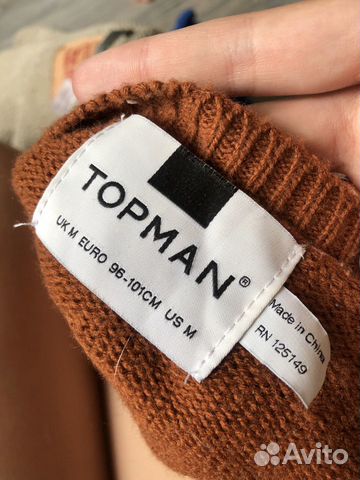 TOPMAN®
UK M EURO 96-101CM US M
Made in China
RN 125149
Avito